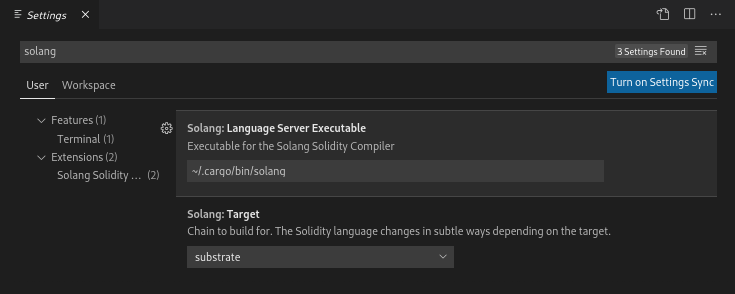 Settings
solang
3 Settings Found
User Workspace
Turn on Settings Sync
Features (1)
Terminal (1)
Extensions (2)
Solang Solidity ... (2)
Solang: Language Server Executable
Executable for the Solang Solidity Compiler
~/.cargo/bin/solang
Solang: Target
Chain to build for. The Solidity language changes in subtle ways depending on the target.
substrate